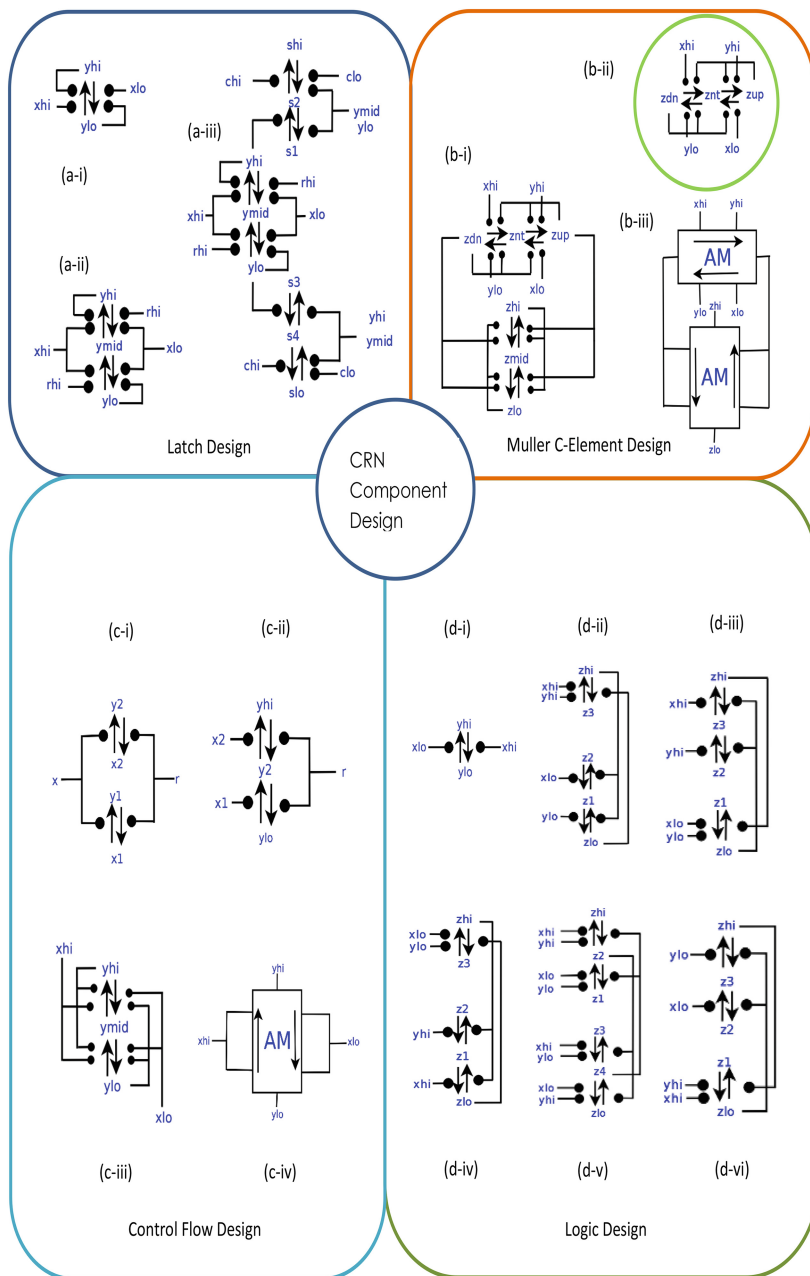 yhi
xlo
xhi
ylo
(a-i)
shi
chi
clo
s2
ymid
ylo
s1
(a-iii)
yhi
rhi
xhi
ymid
xlo
rhi
ylo
s3
yhi
ymid
s4
chi
clo
slo
(a-ii)
yhi
rhi
xhi
ymid
xlo
rhi
ylo
Latch Design
(b-i)
xhi
yhi
zdn
znt
zup
ylo
xlo
zhi
zmid
zlo
(b-ii)
xhi
yhi
zdn
znt
zup
ylo
xlo
(b-iii)
xhi
yhi
AM
ylo
zhi
xlo
AM
zlo
Muller C-Element Design
CRN
Component
Design
(c-i)
y2
x2
x
r
y1
x1
(c-ii)
yhi
x2
y2
r
x1
ylo
xhi
yhi
ymid
ylo
xlo
(c-iii)
yhi
xhi
AM
xlo
ylo
(c-iv)
Control Flow Design
(d-i)
yhi
xlo
xhi
ylo
(d-ii)
zhi
xhi
yhi
z3
z2
xlo
z1
ylo
zlo
(d-iii)
zhi
xhi
z3
yhi
z2
z1
xlo
ylo
zlo
zhi
xlo
ylo
z3
z2
yhi
z1
xhi
zlo
(d-iv)
zhi
xhi
yhi
z2
xlo
ylo
z1
z3
xhi
ylo
z4
xlo
yhi
zlo
(d-v)
zhi
ylo
z3
xlo
z2
z1
yhi
xhi
zlo
(d-vi)
Logic Design